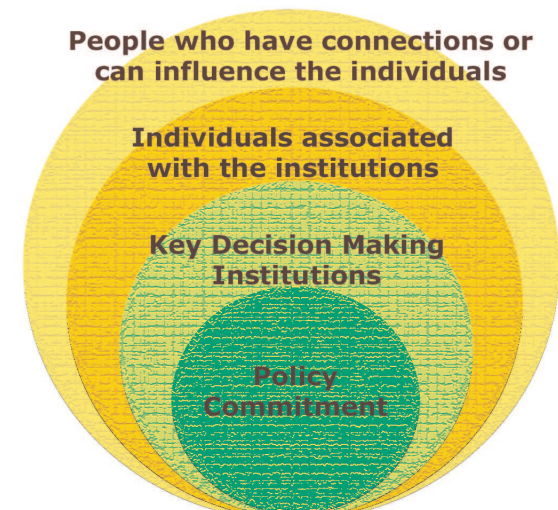 People who have connections or
can influence the individuals
Individuals associated
with the institutions
Key Decision Making
Institutions
Policy
Commitment